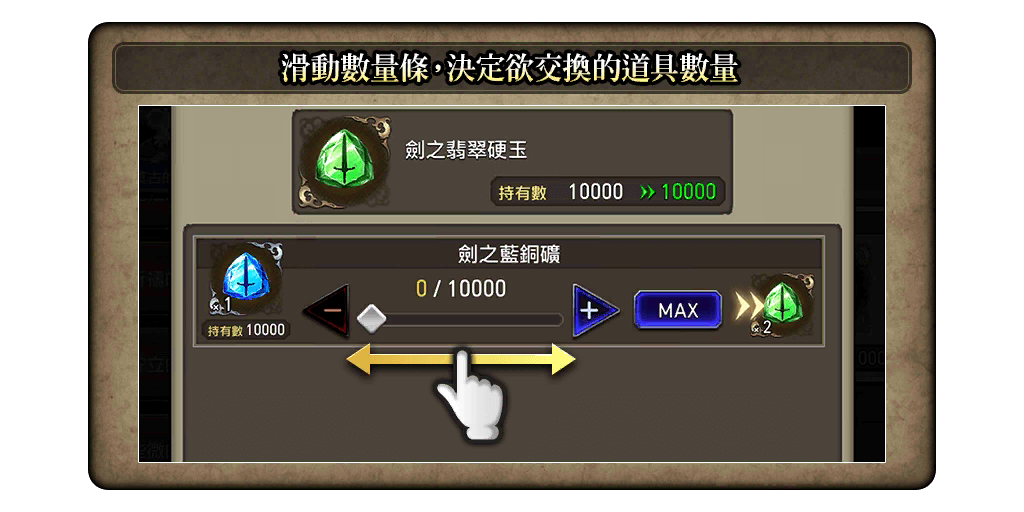 滑動數量條，決定欲交換的道具數量
劍之翡翠硬玉
持有數 10000 » 10000
劍之藍銅礦
0 / 10000
×1
持有數 10000
−
+
MAX
×2